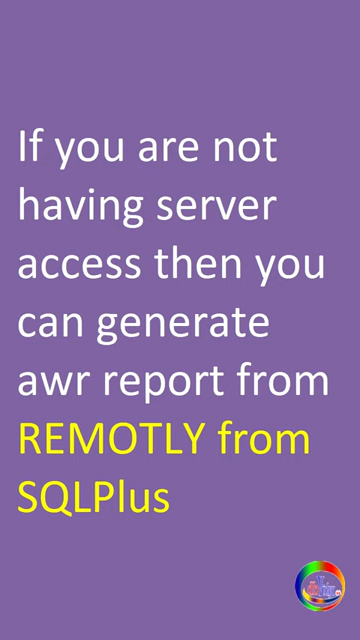 If you are not
having server
access then you
can generate
awr report from
REMOTLY from
SQLPlus